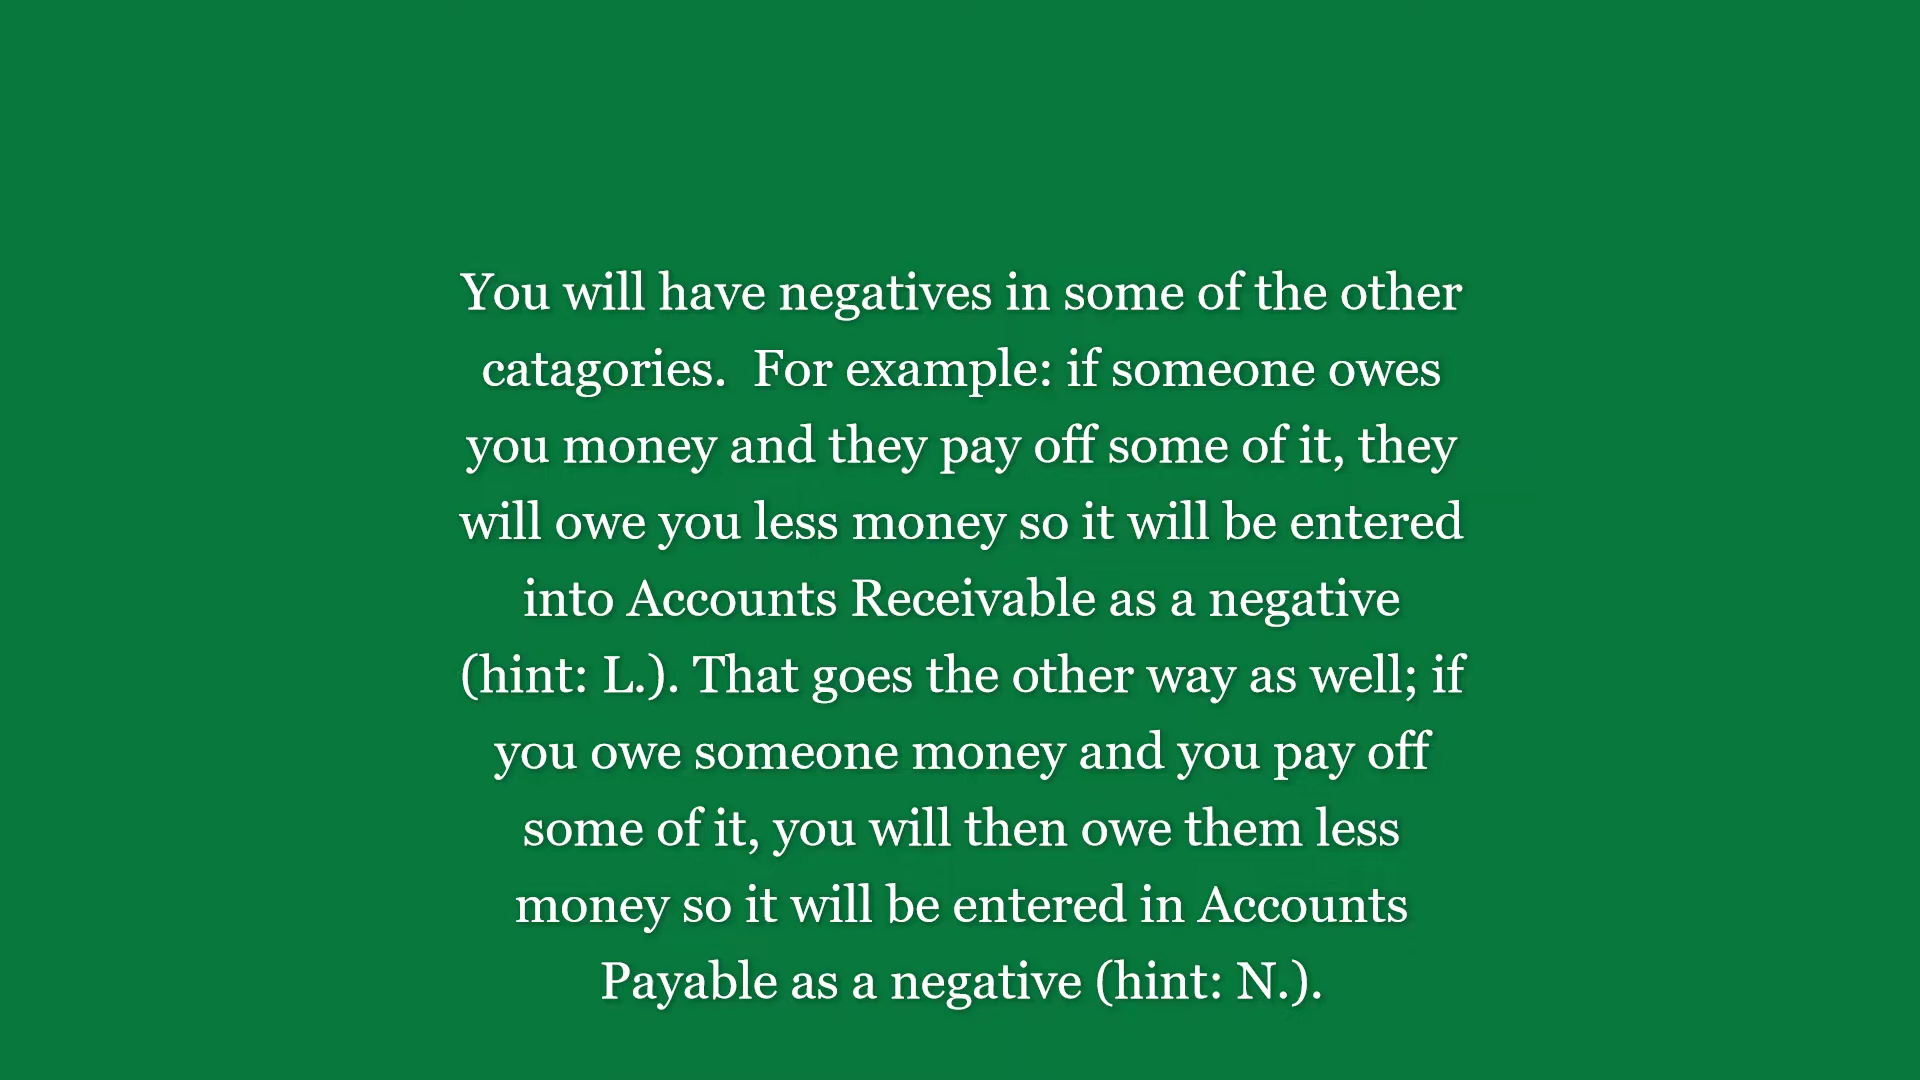 You will have negatives in some of the other
catagories.  For example: if someone owes
you money and they pay off some of it, they
will owe you less money so it will be entered
into Accounts Receivable as a negative
(hint: L.). That goes the other way as well; if
you owe someone money and you pay off
some of it, you will then owe them less
money so it will be entered in Accounts
Payable as a negative (hint: N.).